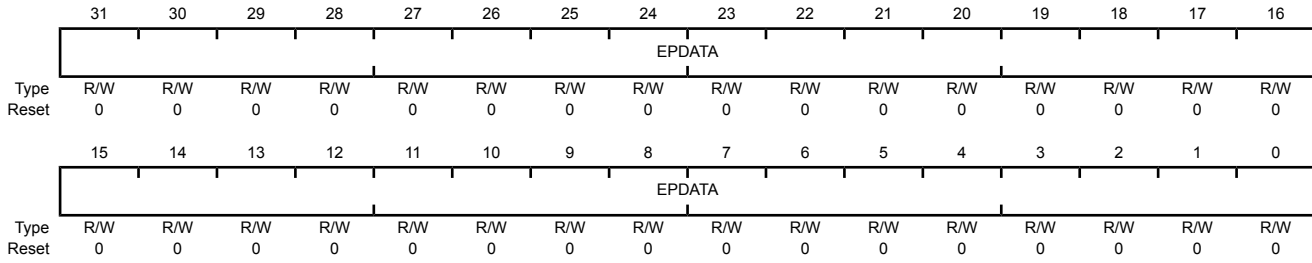 31 30 29 28 27 26 25 24 23 22 21 20 19 18 17 16
EPDATA
Type R/W R/W R/W R/W R/W R/W R/W R/W R/W R/W R/W R/W R/W R/W R/W R/W
Reset 0 0 0 0 0 0 0 0 0 0 0 0 0 0 0 0
15 14 13 12 11 10 9 8 7 6 5 4 3 2 1 0
EPDATA
Type R/W R/W R/W R/W R/W R/W R/W R/W R/W R/W R/W R/W R/W R/W R/W R/W
Reset 0 0 0 0 0 0 0 0 0 0 0 0 0 0 0 0